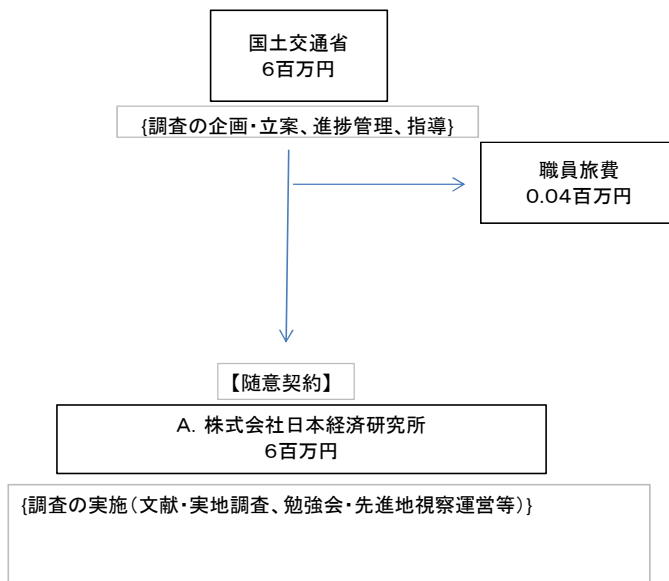 国土交通省
6百万円
{調査の企画・立案、進捗管理、指導}
職員旅費
0.04百万円
【随意契約】
A. 株式会社日本経済研究所
6百万円
{調査の実施（文献・実地調査、勉強会・先進地視察運営等）}